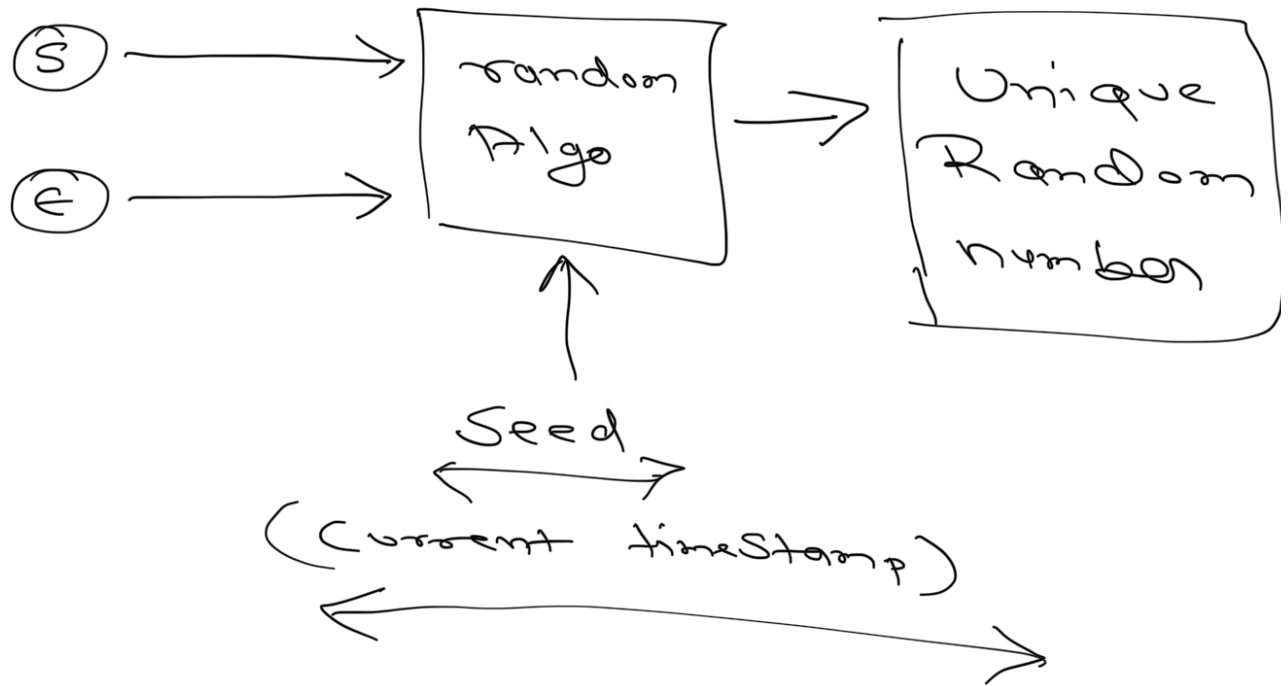 S
E
random
Algo
Unique
Random
number
Seed
(Current timeStamp)